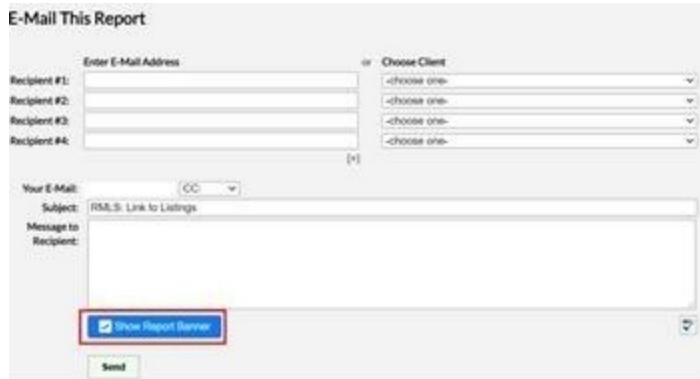 E-Mail This Report
Enter E-Mail Address or Choose Client
Recipient #1: -choose one-
Recipient #2: -choose one-
Recipient #3: -choose one-
Recipient #4: -choose one-
[+]
Your E-Mail: CC
Subject: RMLS: Link to Listings
Message to
Recipient:
Show Report Banner
Send